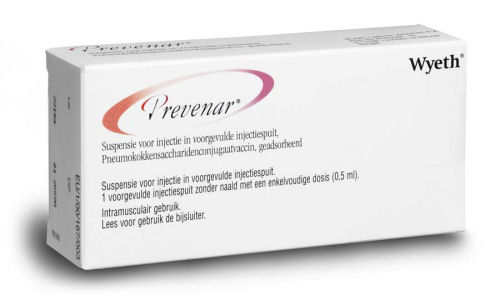 Prevenar®
Wyeth®
Prevenar®
Suspensie voor injectie in voorgevulde injectiespuit,
Pneumokokkensaccharidenconjugaatvaccin, geadsorbeerd
Suspensie voor injectie in voorgevulde injectiespuit.
1 voorgevulde injectiespuit zonder naald met een enkelvoudige dosis (0,5 ml).
Intramusculair gebruik.
Lees voor gebruik de bijsluiter.
EU/1/00/167/003